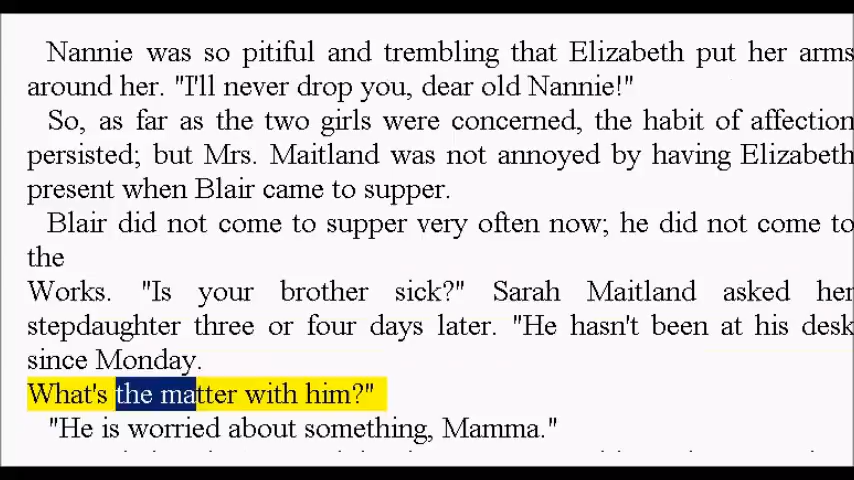 Nannie was so pitiful and trembling that Elizabeth put her arms
around her. "I'll never drop you, dear old Nannie!"
So, as far as the two girls were concerned, the habit of affection
persisted; but Mrs. Maitland was not annoyed by having Elizabeth
present when Blair came to supper.
Blair did not come to supper very often now; he did not come to
the
Works. "Is your brother sick?" Sarah Maitland asked her
stepdaughter three or four days later. "He hasn't been at his desk
since Monday.
What's the matter with him?"
"He is worried about something, Mamma."